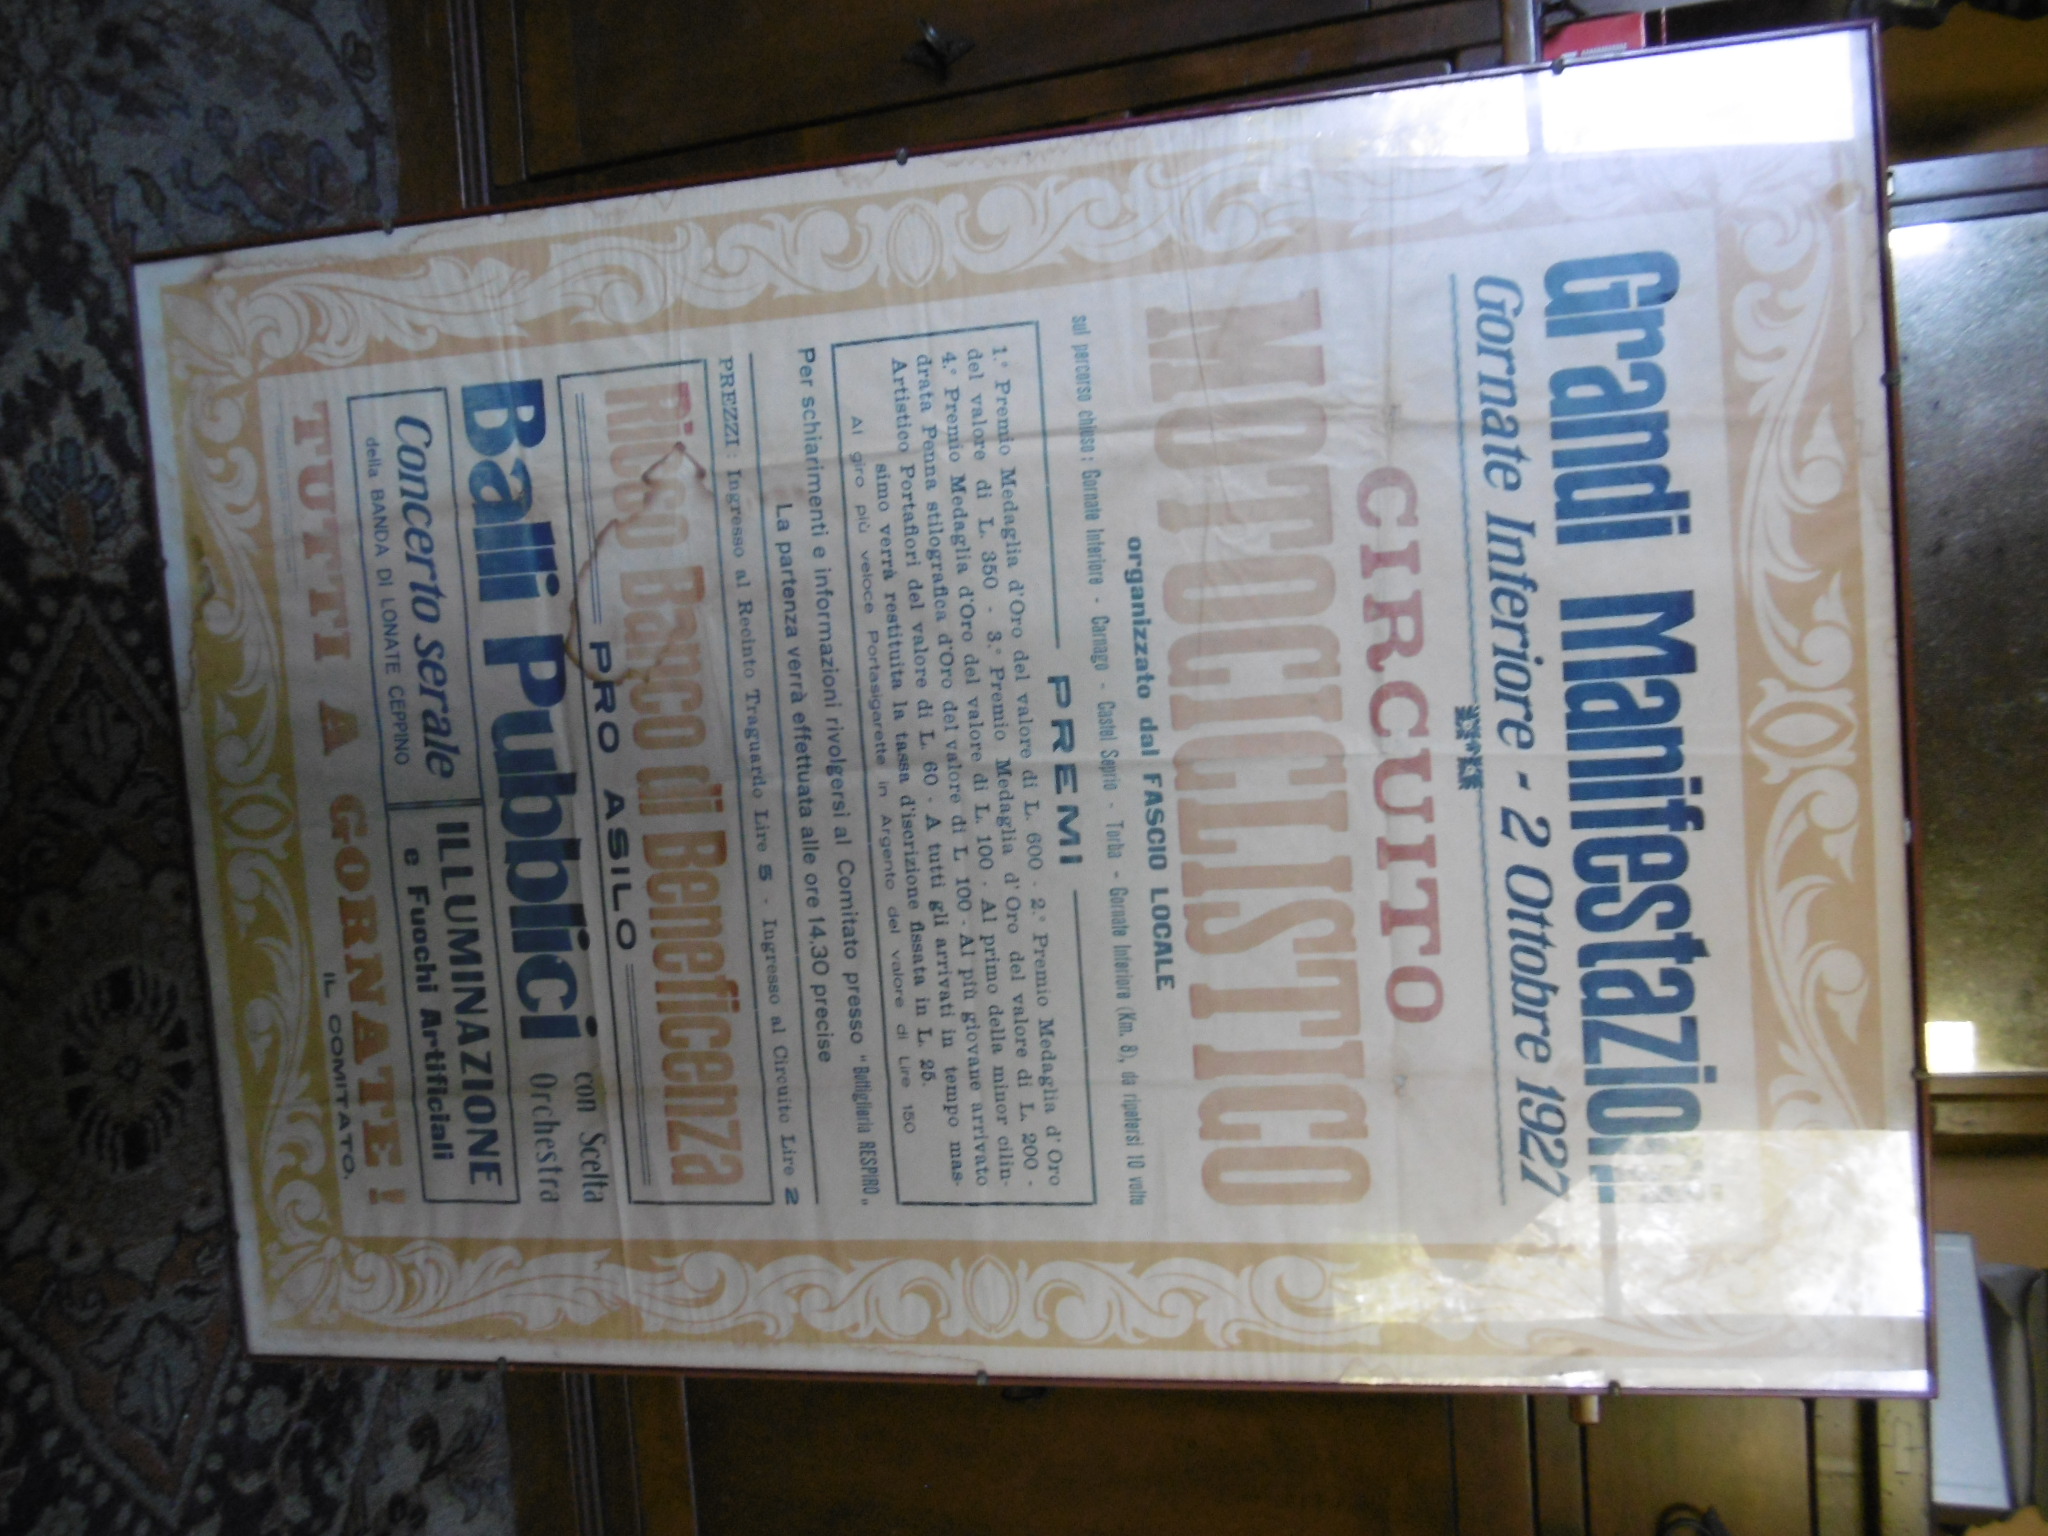 Grandi Manifestazioni
Gornate Inferiore - 2 Ottobre 1927
CIRCUITO
MOTOCICLISTICO
organizzato dal FASCIO LOCALE
sul percorso chiuso: Gornate Inferiore - Carnago - Castel Seprio - Torba - Gornate Inferiore (Km. 8), da ripetersi 10 volte
PREMI
1.° Premio Medaglia d'Oro del valore di L. 600 - 2.° Premio Medaglia d'Oro
del valore di L. 350 - 3.° Premio Medaglia d'Oro del valore di L. 200 -
4.° Premio Medaglia d'Oro del valore di L. 100 - Al primo della minor cilin-
drata Penna stilografica d'Oro del valore di L 100 - Al più giovane arrivato
Artistico Portafiori del valore di L. 60 - A tutti gli arrivati in tempo mas-
simo verrà restituita la tassa d'iscrizione fissata in L. 25.
Al giro più veloce Portasigarette in Argento del valore di Lire 150
Per schiarimenti e informazioni rivolgersi al Comitato presso "Bottiglieria RESPIRO„
La partenza verrà effettuata alle ore 14,30 precise
PREZZI: Ingresso al Recinto Traguardo Lire 5 - Ingresso al Circuito Lire 2
Ricco Banco di Beneficenza
PRO ASILO
Balli Pubblici con Scelta
Orchestra
Concerto serale
della BANDA DI LONATE CEPPINO
ILLUMINAZIONE
e Fuochi Artificiali
TUTTI A GORNATE!
IL COMITATO.